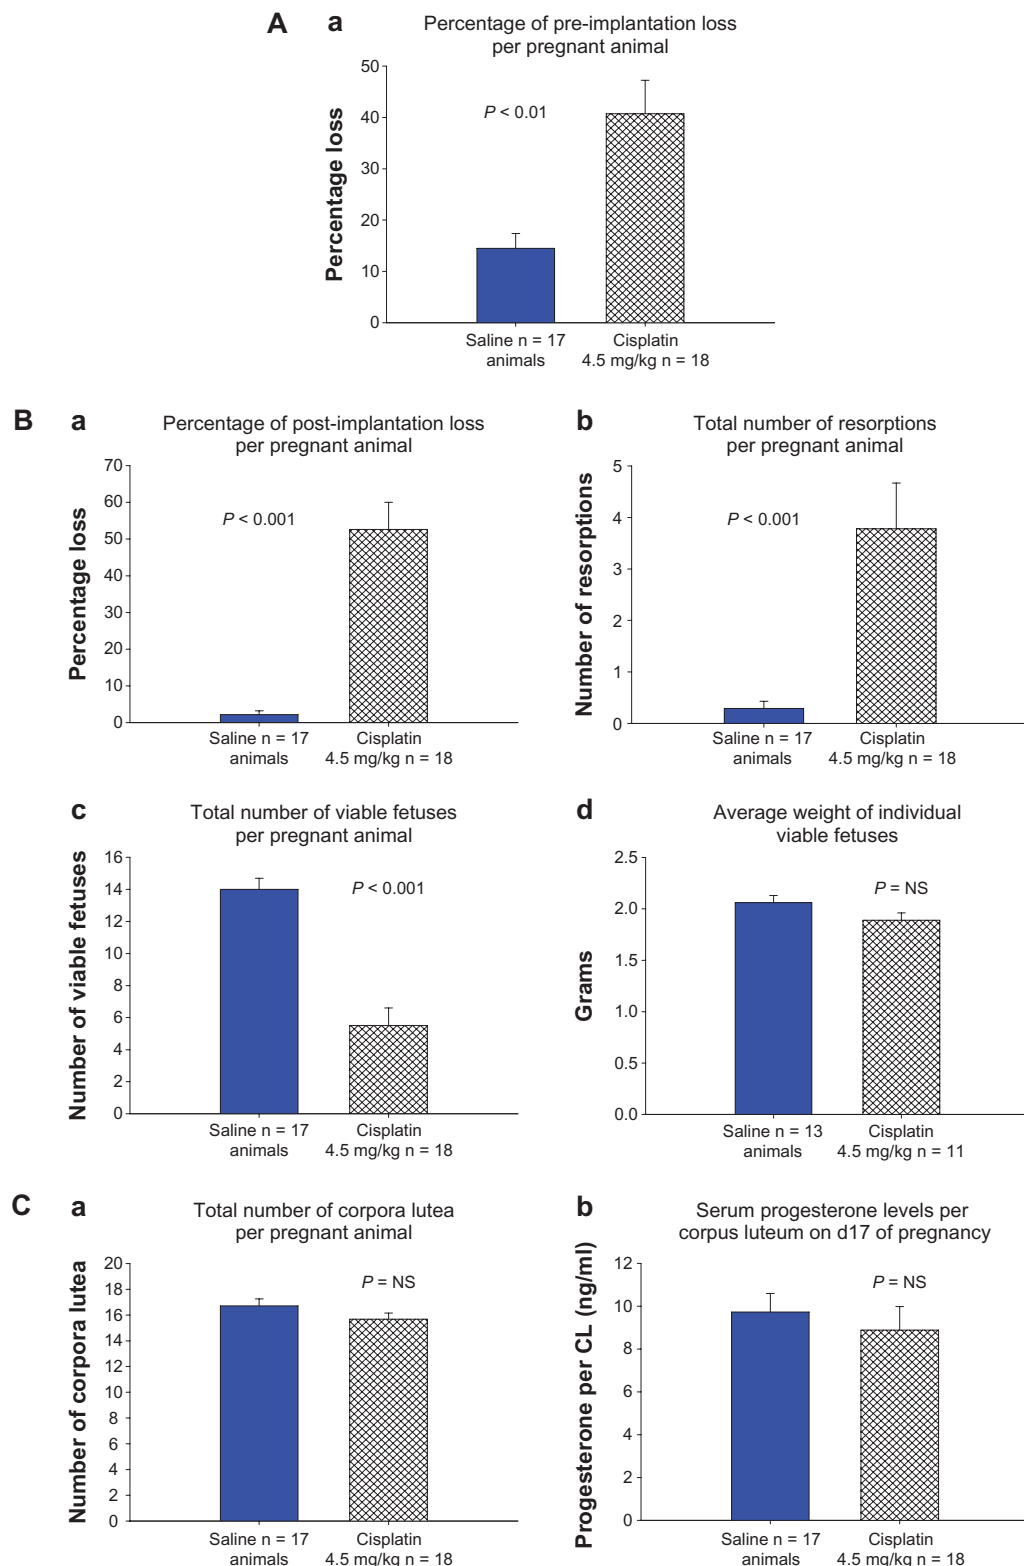 A
a
Percentage of pre-implantation loss
per pregnant animal
Percentage loss
50
40
30
20
10
0
P < 0.01
Saline n = 17
animals
Cisplatin
4.5 mg/kg n = 18
B
a
Percentage of post-implantation loss
per pregnant animal
Percentage loss
70
60
50
40
30
20
10
0
P < 0.001
Saline n = 17
animals
Cisplatin
4.5 mg/kg n = 18
b
Total number of resorptions
per pregnant animal
Number of resorptions
5
4
3
2
1
0
P < 0.001
Saline n = 17
animals
Cisplatin
4.5 mg/kg n = 18
c
Total number of viable fetuses
per pregnant animal
Number of viable fetuses
16
14
12
10
8
6
4
2
0
P < 0.001
Saline n = 17
animals
Cisplatin
4.5 mg/kg n = 18
d
Average weight of individual
viable fetuses
Grams
2.5
2.0
1.5
1.0
0.5
0.0
P = NS
Saline n = 13
animals
Cisplatin
4.5 mg/kg n = 11
C
a
Total number of corpora lutea
per pregnant animal
Number of corpora lutea
20
18
16
14
12
10
8
6
4
2
0
P = NS
Saline n = 17
animals
Cisplatin
4.5 mg/kg n = 18
b
Serum progesterone levels per
corpus luteum on d17 of pregnancy
Progesterone per CL (ng/ml)
12
10
8
6
4
2
0
P = NS
Saline n = 17
animals
Cisplatin
4.5 mg/kg n = 18